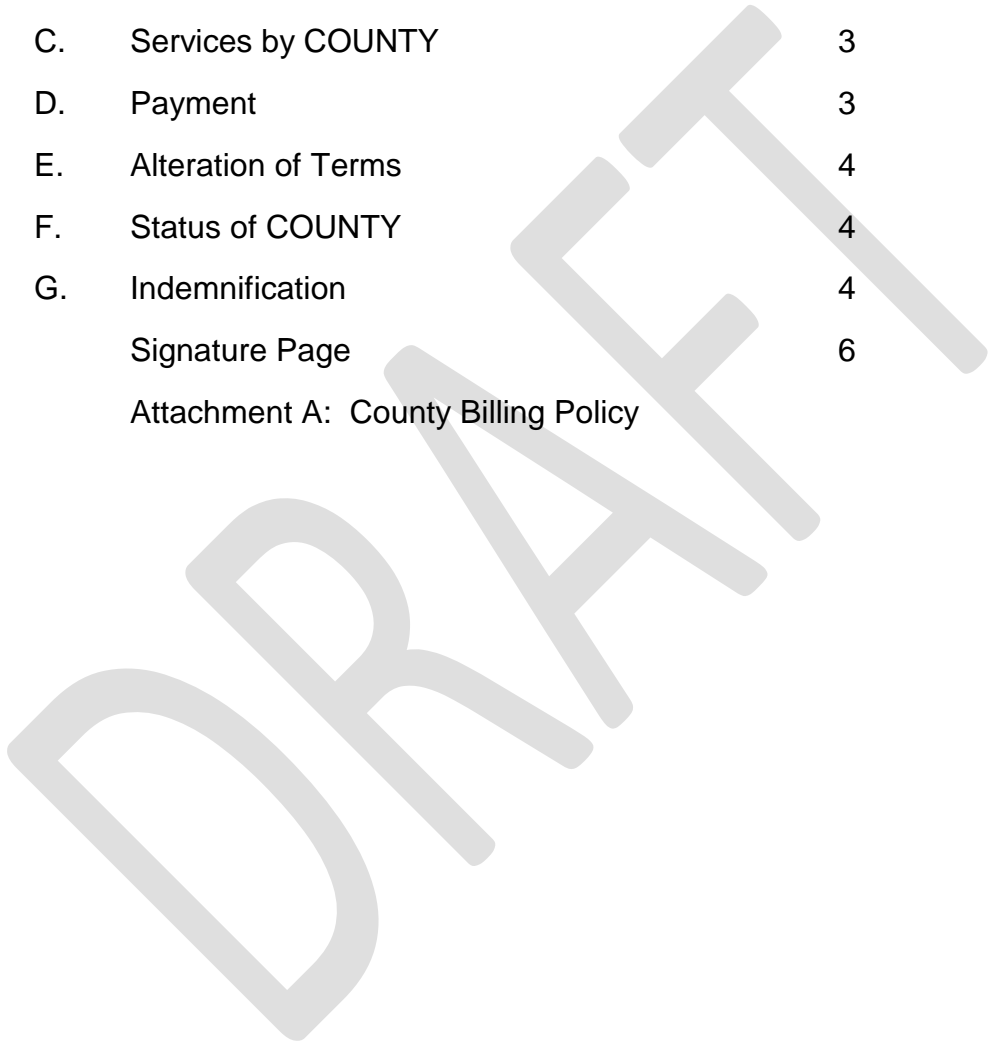 C. Services by COUNTY 3
D. Payment 3
E. Alteration of Terms 4
F. Status of COUNTY 4
G. Indemnification 4
Signature Page 6
Attachment A: County Billing Policy
DRAFT